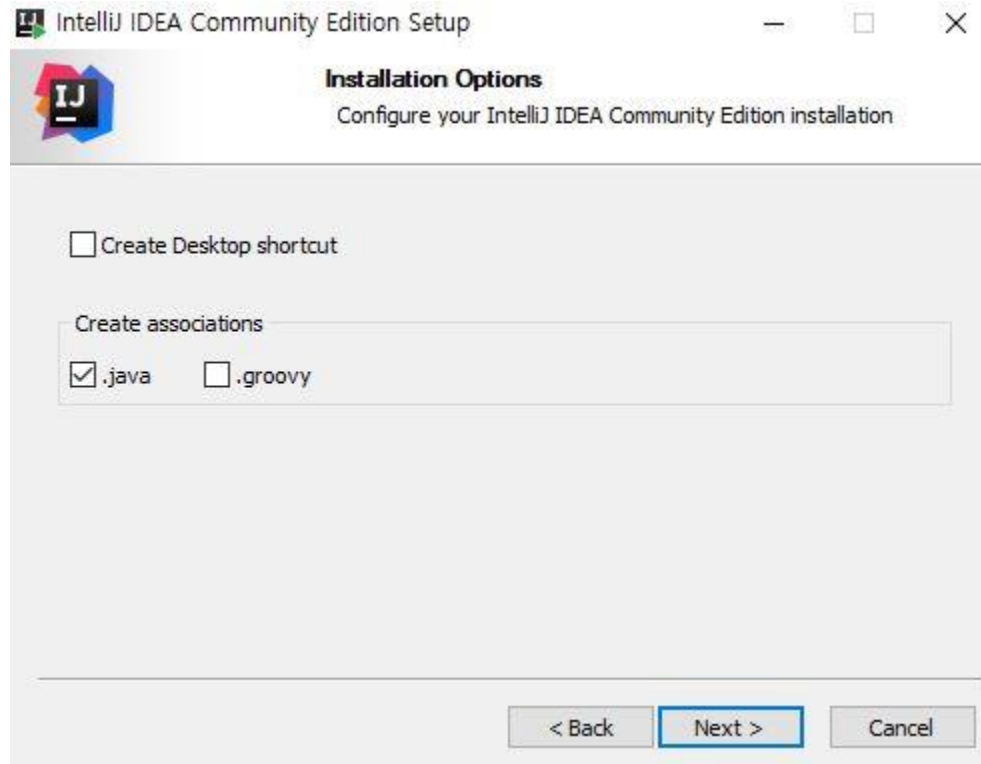 IJ IntelliJ IDEA Community Edition Setup
IJ
Installation Options
Configure your IntelliJ IDEA Community Edition installation
Create Desktop shortcut
Create associations
.java .groovy
< Back Next > Cancel